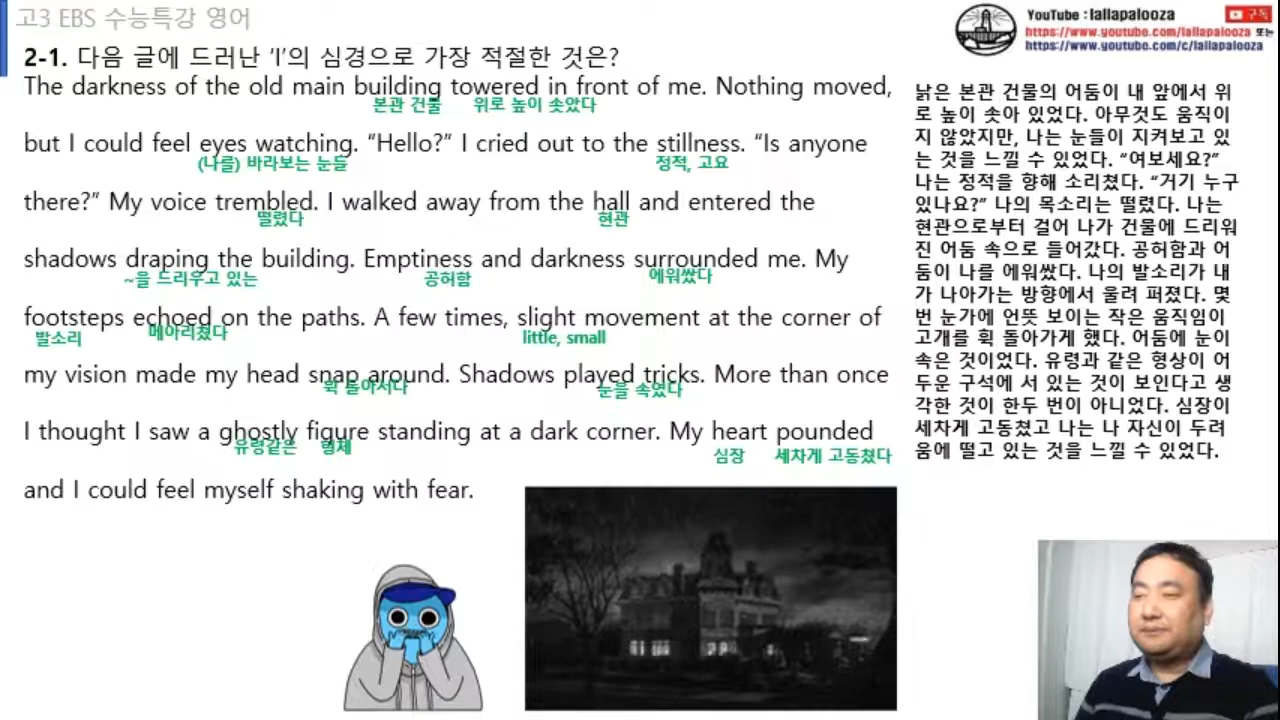 고3 EBS 수능특강 영어
YouTube : lallapalooza
구독
https://www.youtube.com/lallapalooza 또는
https://www.youtube.com/c/lallapalooza
2-1. 다음 글에 드러난 ‘I’의 심경으로 가장 적절한 것은?
The darkness of the old main building towered in front of me. Nothing moved,
본관 건물 위로 높이 솟았다
but I could feel eyes watching. “Hello?” I cried out to the stillness. “Is anyone
(나를) 바라보는 눈들 정적, 고요
there?” My voice trembled. I walked away from the hall and entered the
떨렸다 현관
shadows draping the building. Emptiness and darkness surrounded me. My
~을 드리우고 있는 공허함 에워쌌다
footsteps echoed on the paths. A few times, slight movement at the corner of
발소리 메아리쳤다 little, small
my vision made my head snap around. Shadows played tricks. More than once
휙 돌아서다 눈을 속였다
I thought I saw a ghostly figure standing at a dark corner. My heart pounded
유령같은 형체 심장 세차게 고동쳤다
and I could feel myself shaking with fear.
낡은 본관 건물의 어둠이 내 앞에서 위
로 높이 솟아 있었다. 아무것도 움직이
지 않았지만, 나는 눈들이 지켜보고 있
는 것을 느낄 수 있었다. “여보세요?”
나는 정적을 향해 소리쳤다. “거기 누구
있나요?” 나의 목소리는 떨렸다. 나는
현관으로부터 걸어 나가 건물에 드리워
진 어둠 속으로 들어갔다. 공허함과 어
둠이 나를 에워쌌다. 나의 발소리가 내
가 나아가는 방향에서 울려 퍼졌다. 몇
번 눈가에 언뜻 보이는 작은 움직임이
고개를 휙 돌아가게 했다. 어둠에 눈이
속은 것이었다. 유령과 같은 형상이 어
두운 구석에 서 있는 것이 보인다고 생
각한 것이 한두 번이 아니었다. 심장이
세차게 고동쳤고 나는 나 자신이 두려
움에 떨고 있는 것을 느낄 수 있었다.